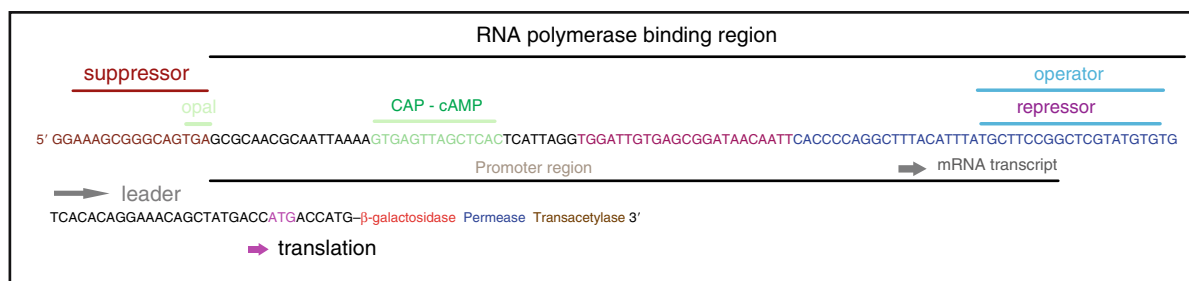 RNA polymerase binding region
suppressor operator
opal CAP - cAMP repressor
5′ GGAAAGCGGGCAGTGAGCGCAACGCAATTAAAAGTGAGTTAGCTCACTCATTAGGTGGATTGTGAGCGGATAACAATTCACCCCAGGCTTTACATTTATGCTTCCGGCTCGTATGTGTG
Promoter region mRNA transcript
leader
TCACACAGGAAACAGCTATGACCATGACCATG–β-galactosidase Permease Transacetylase 3′
translation